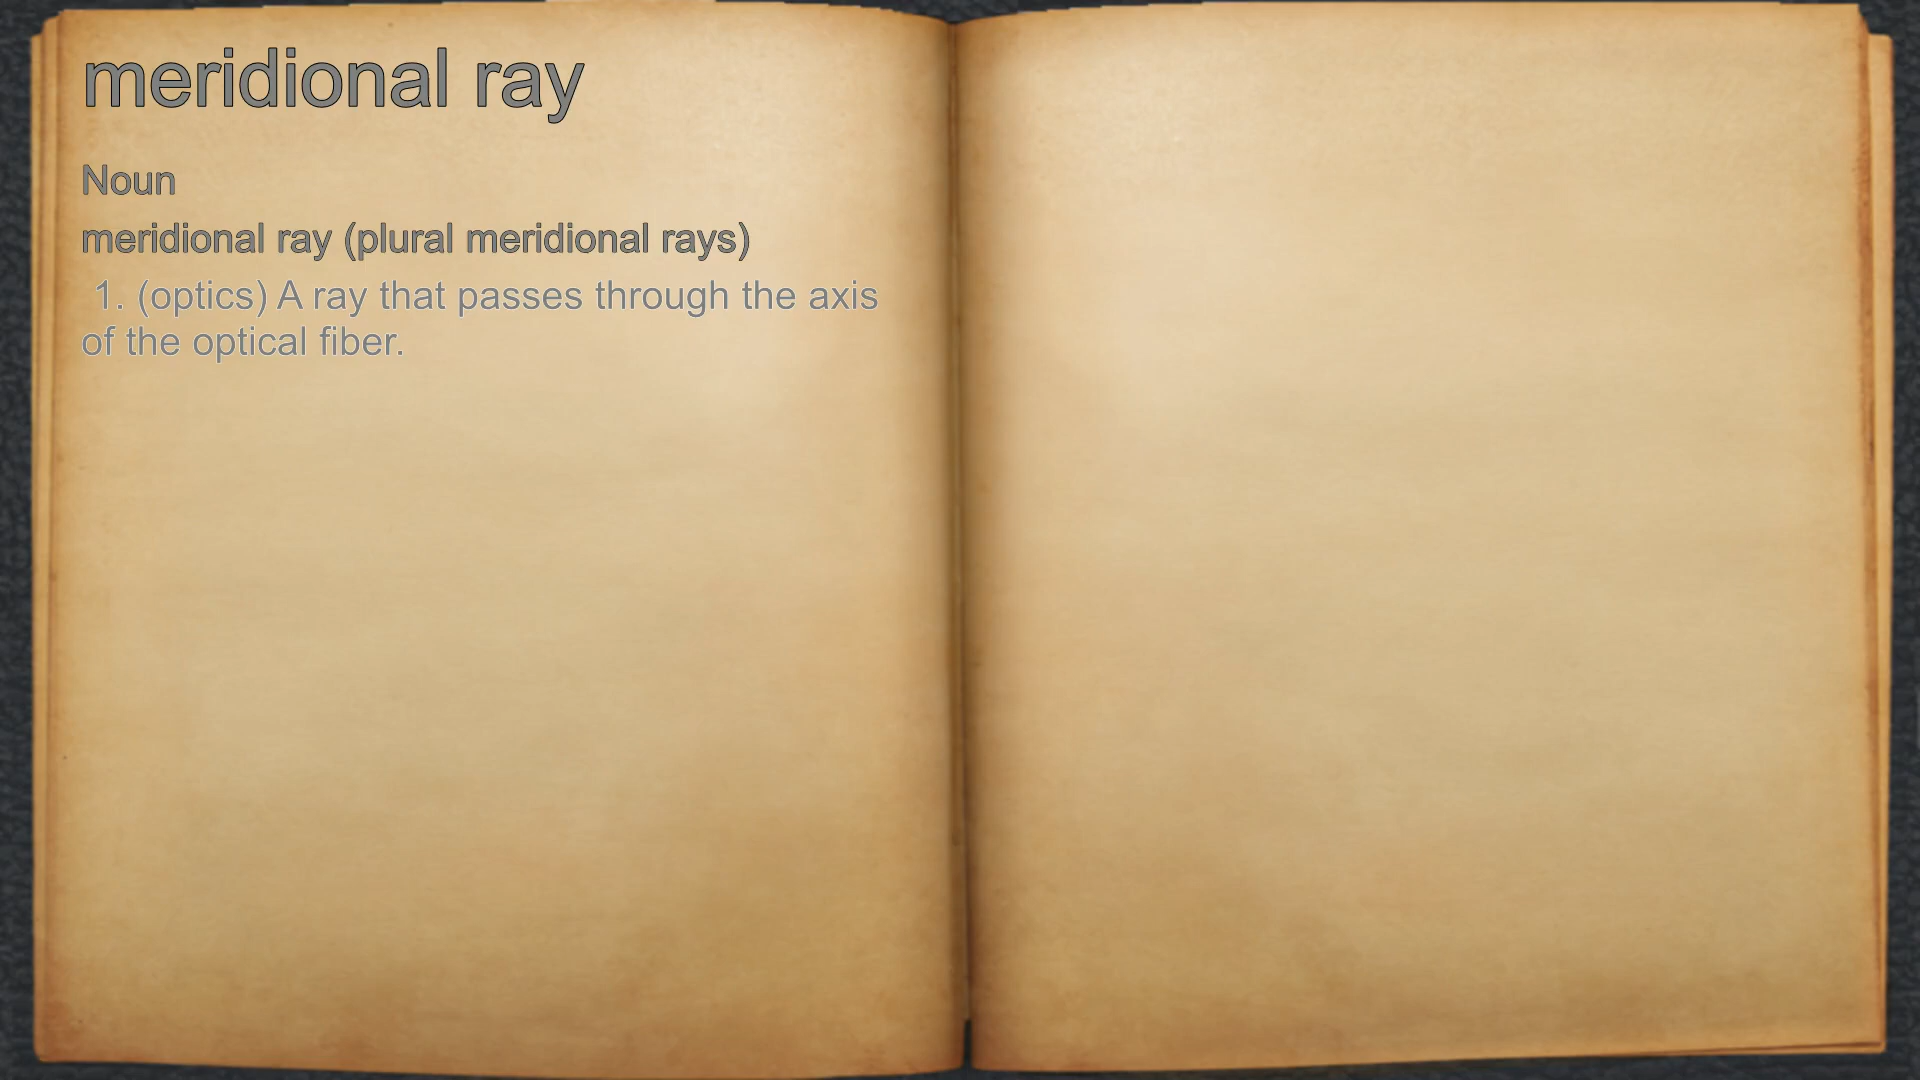 meridional ray
Noun
meridional ray (plural meridional rays)
1. (optics) A ray that passes through the axis
of the optical fiber.